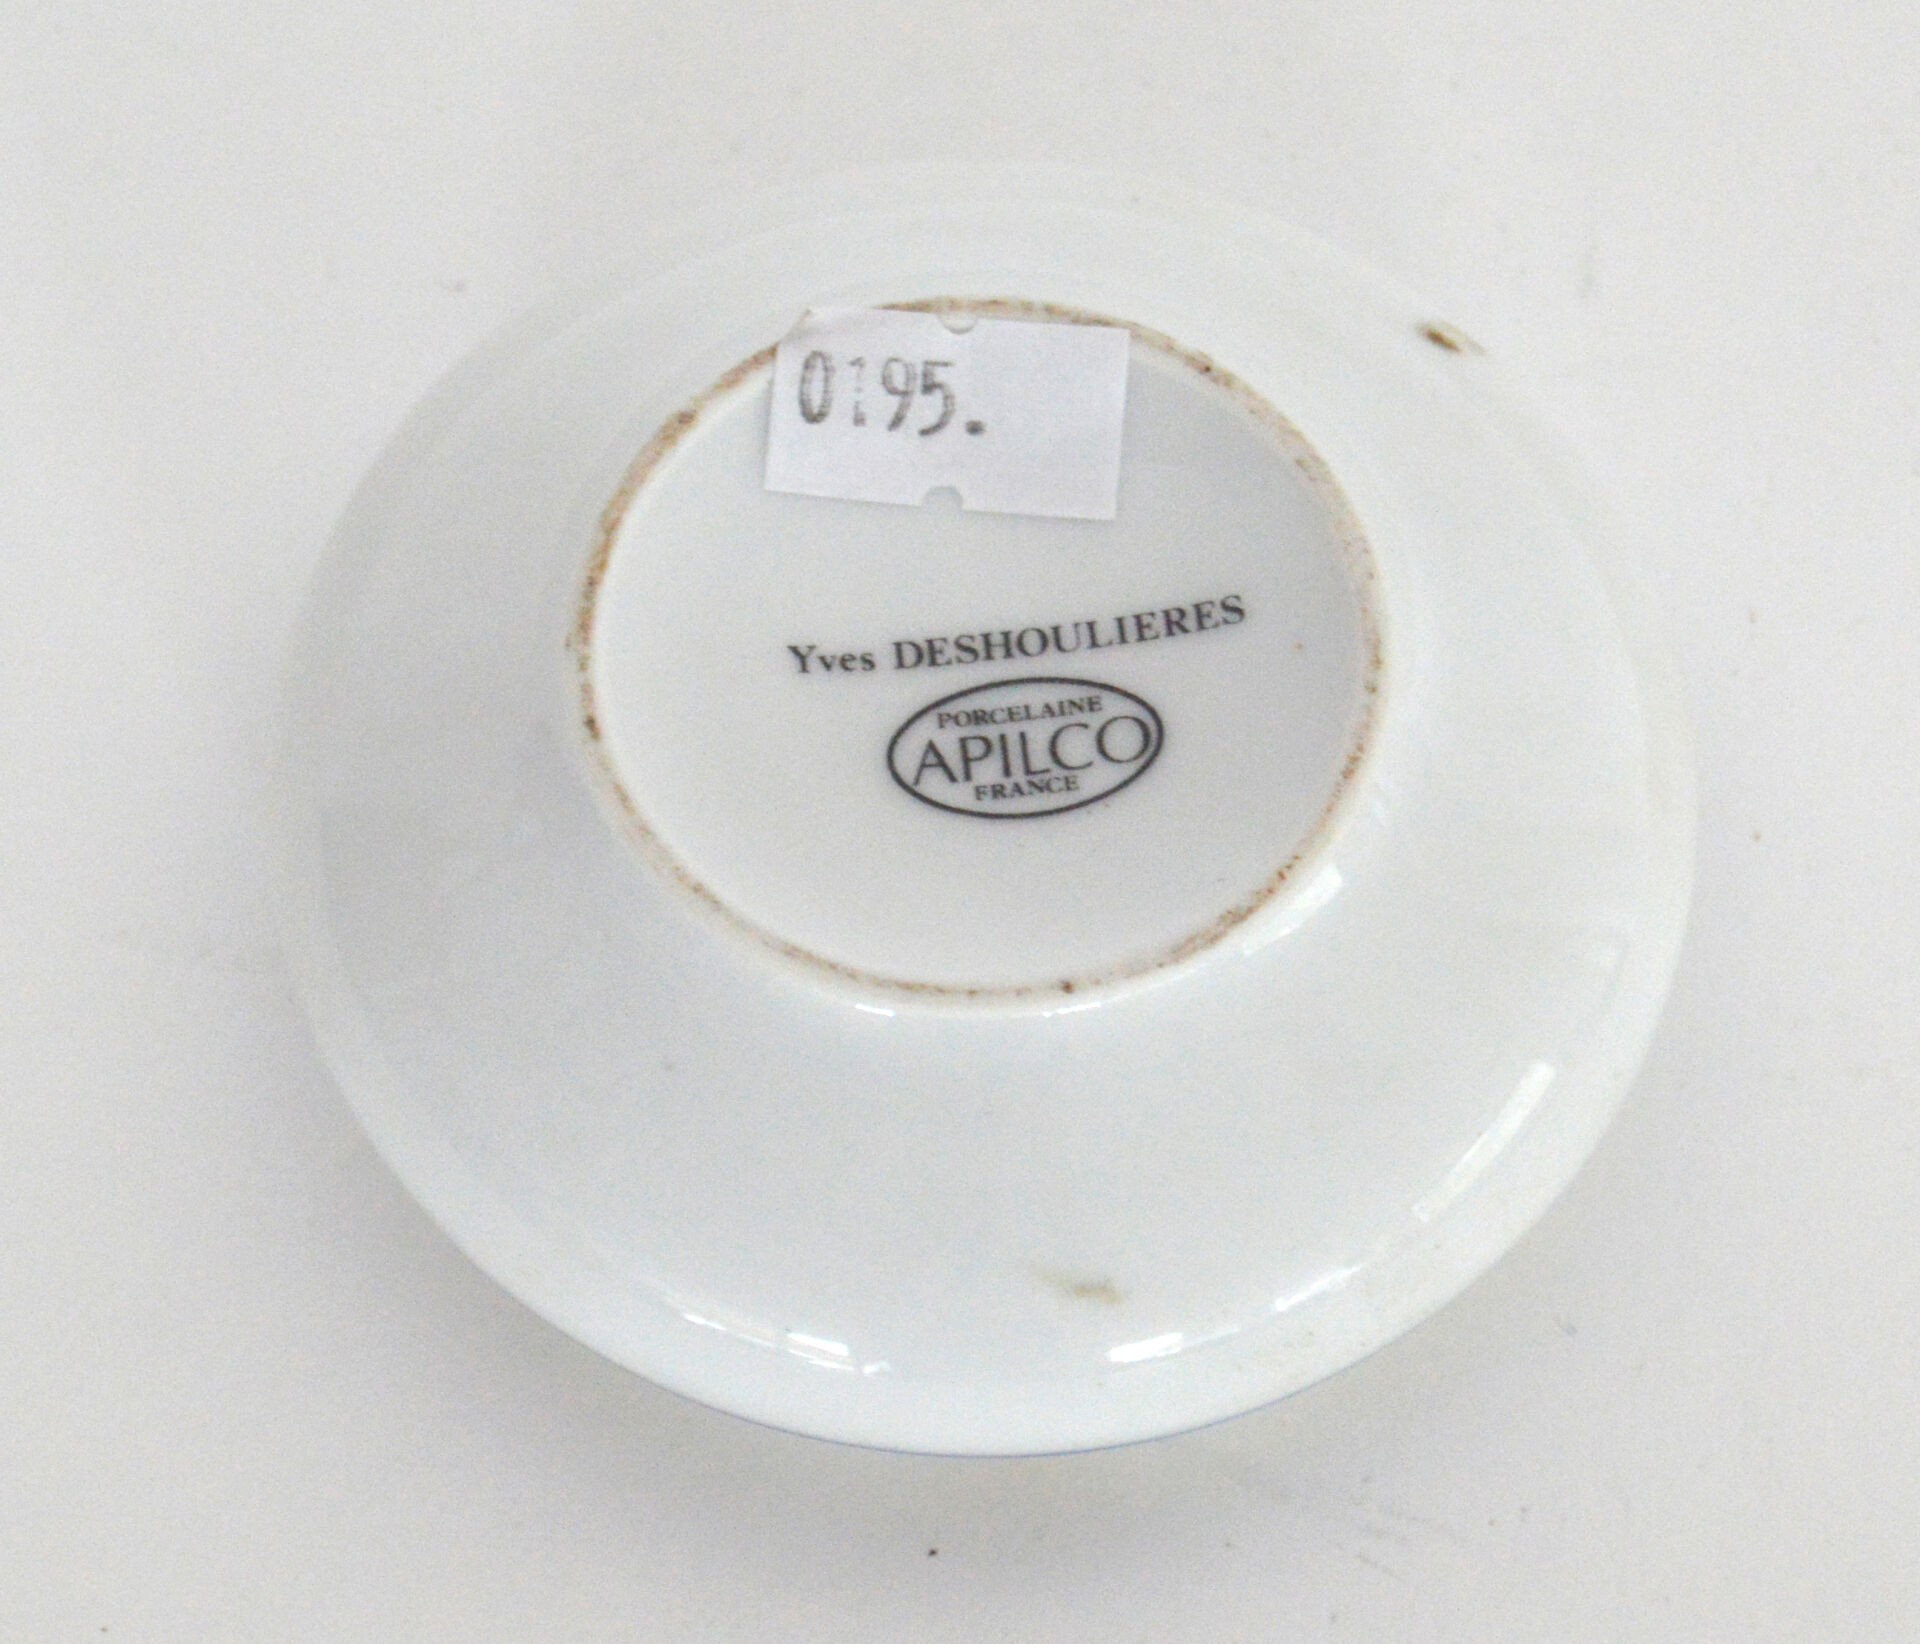 0195.
Yves DESHOULIERES
PORCELAINE
APILCO
FRANCE